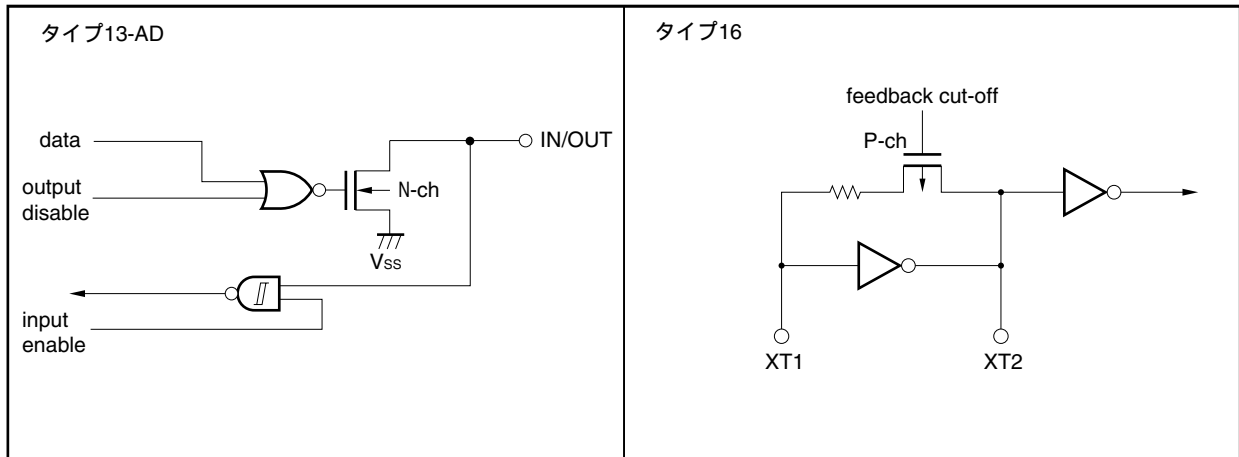 タイプ13-AD
data
output
disable
N-ch
IN/OUT
VSS
input
enable
タイプ16
feedback cut-off
P-ch
XT1
XT2